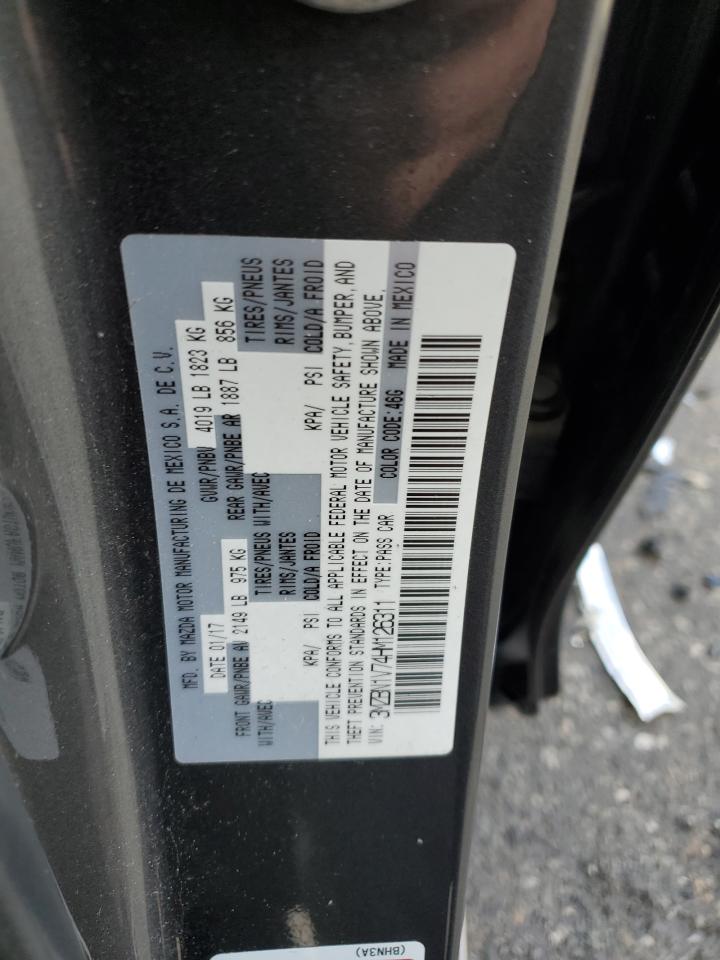 MFD. BY MAZDA MOTOR MANUFACTURING DE MEXICO S.A. DE C.V.
DATE 01/17 GVWR/PNBV 4019 LB 1823 KG
FRONT GAWR/PNBE AV 2149 LB 975 KG REAR GAWR/PNBE AR 1887 LB 856 KG
WITH/AVEC TIRES/PNEUS WITH/AVEC TIRES/PNEUS
RIMS/JANTES RIMS/JANTES
KPA/ PSI COLD/A FROID KPA/ PSI COLD/A FROID
THIS VEHICLE CONFORMS TO ALL APPLICABLE FEDERAL MOTOR VEHICLE SAFETY, BUMPER, AND
THEFT PREVENTION STANDARDS IN EFFECT ON THE DATE OF MANUFACTURE SHOWN ABOVE.
VIN: 3MZBN1V74HM126311 TYPE:PASS CAR COLOR CODE:46G MADE IN MEXICO
(BHN3A)